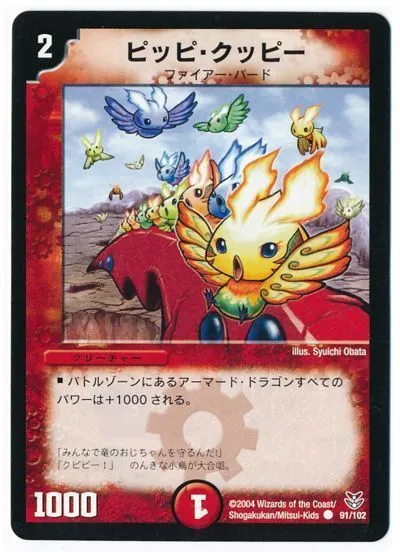 2
ピッピ・クッピー
ファイアー・バード
illus. Syuichi Obata
クリーチャー
■ バトルゾーンにあるアーマード・ドラゴンすべての
パワーは+1000 される。
「みんなで竜のおじちゃんを守るんだ!」
「クピピー!」 のんきな小鳥が大合唱。
1000
1
©2004 Wizards of the Coast/
Shogakukan/Mitsui-Kids ● 91/102